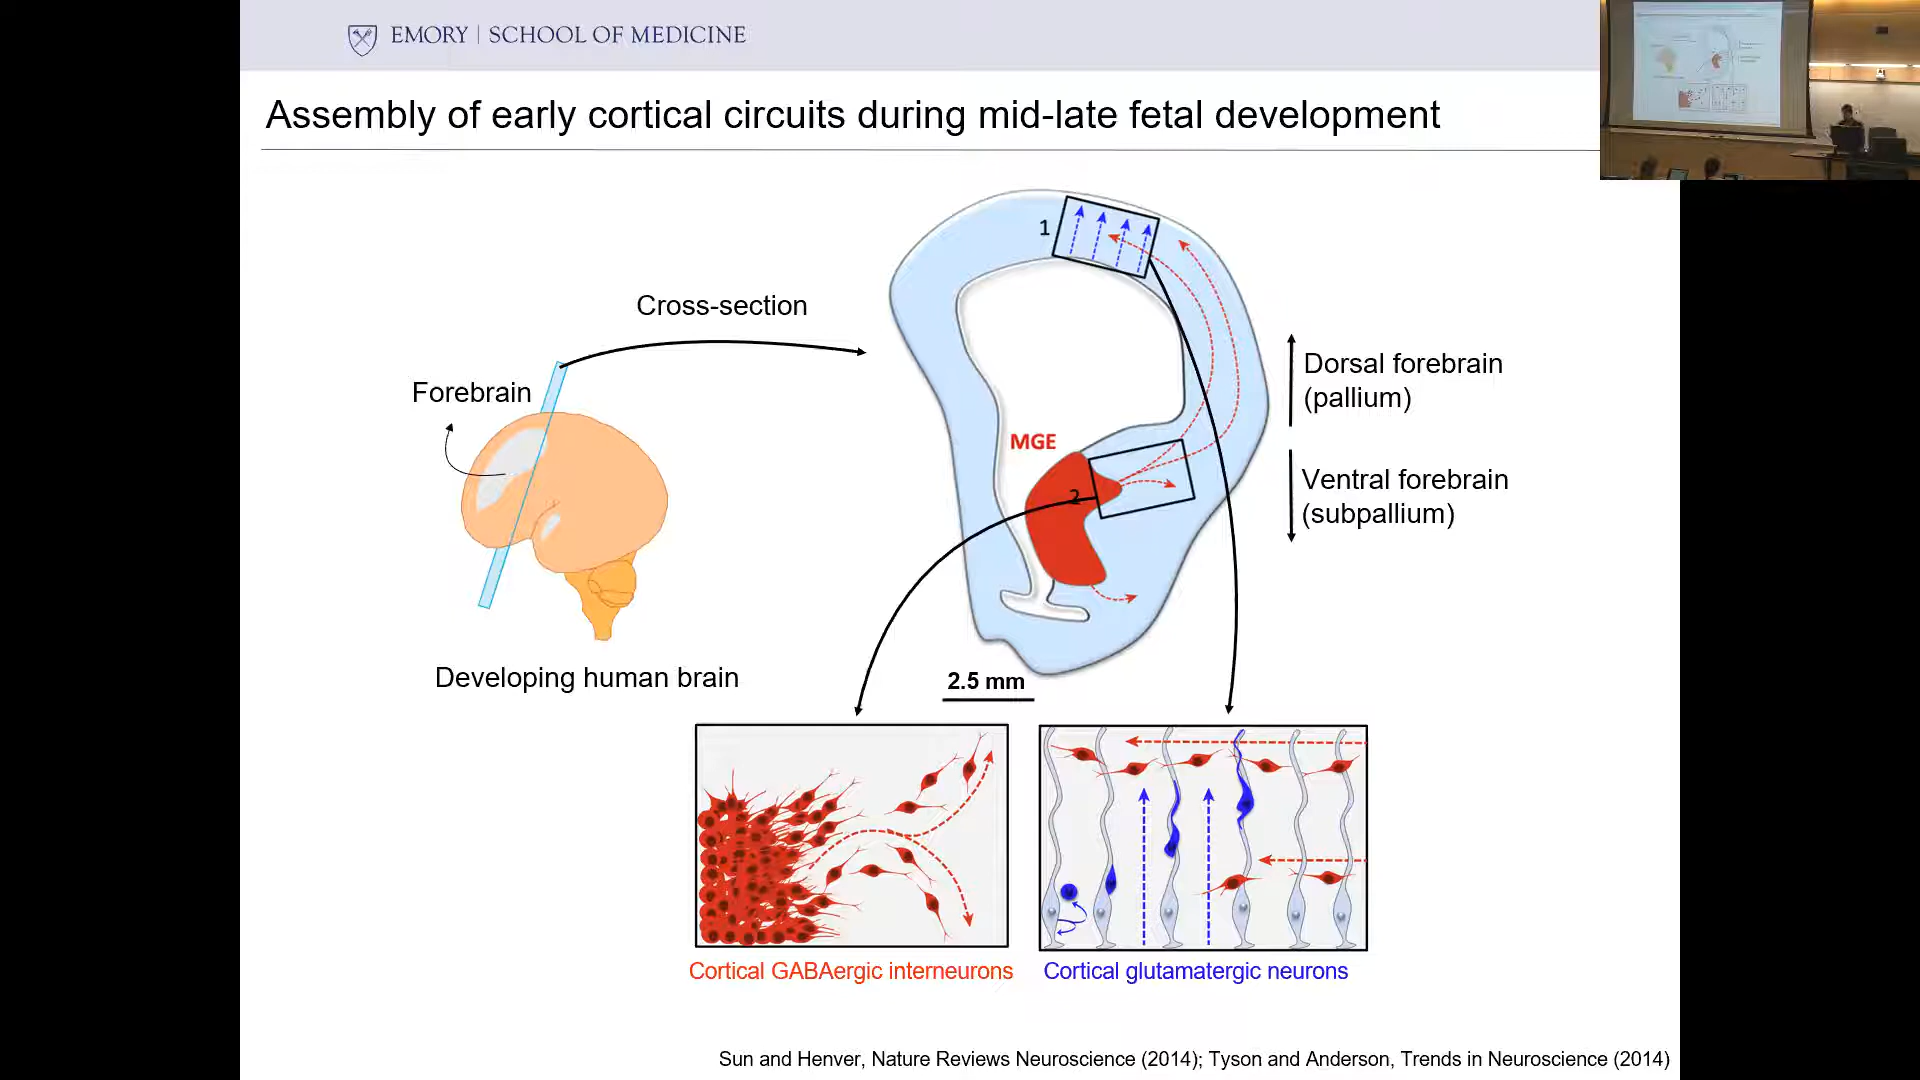 EMORY | SCHOOL OF MEDICINE
Assembly of early cortical circuits during mid-late fetal development
1
Cross-section
Dorsal forebrain
(pallium)
Forebrain
MGE
2
Ventral forebrain
(subpallium)
Developing human brain
2.5 mm
Cortical GABAergic interneurons
Cortical glutamatergic neurons
Sun and Henver, Nature Reviews Neuroscience (2014); Tyson and Anderson, Trends in Neuroscience (2014)